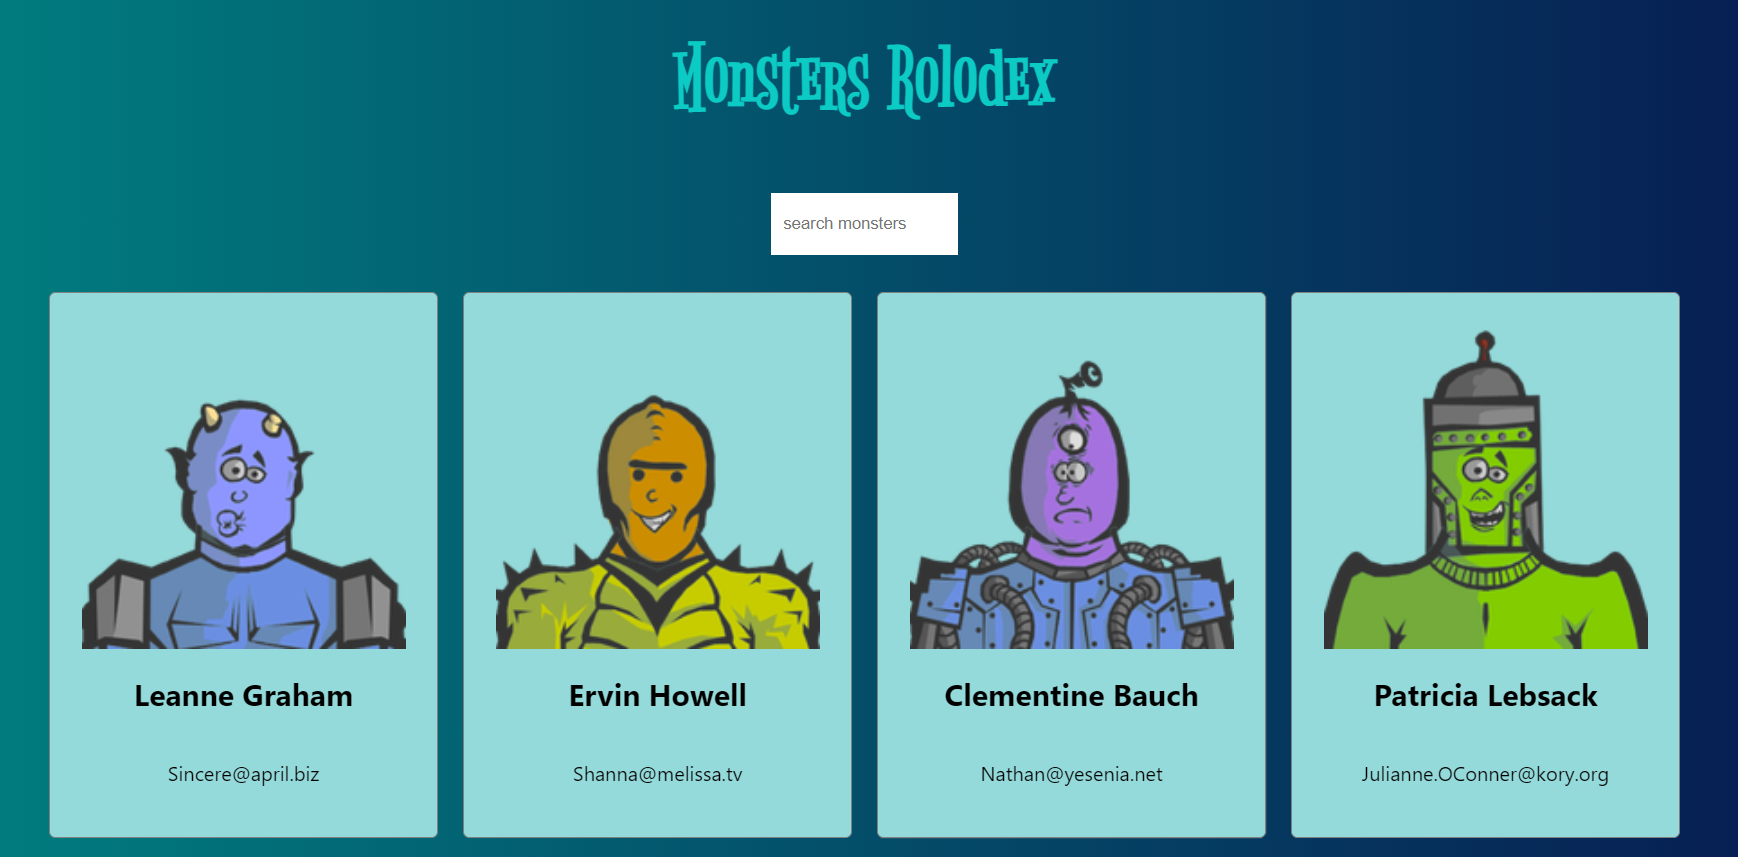 Monsters Rolodex
search monsters
Leanne Graham
Sincere@april.biz
Ervin Howell
Shanna@melissa.tv
Clementine Bauch
Nathan@yesenia.net
Patricia Lebsack
Julianne.OConner@kory.org